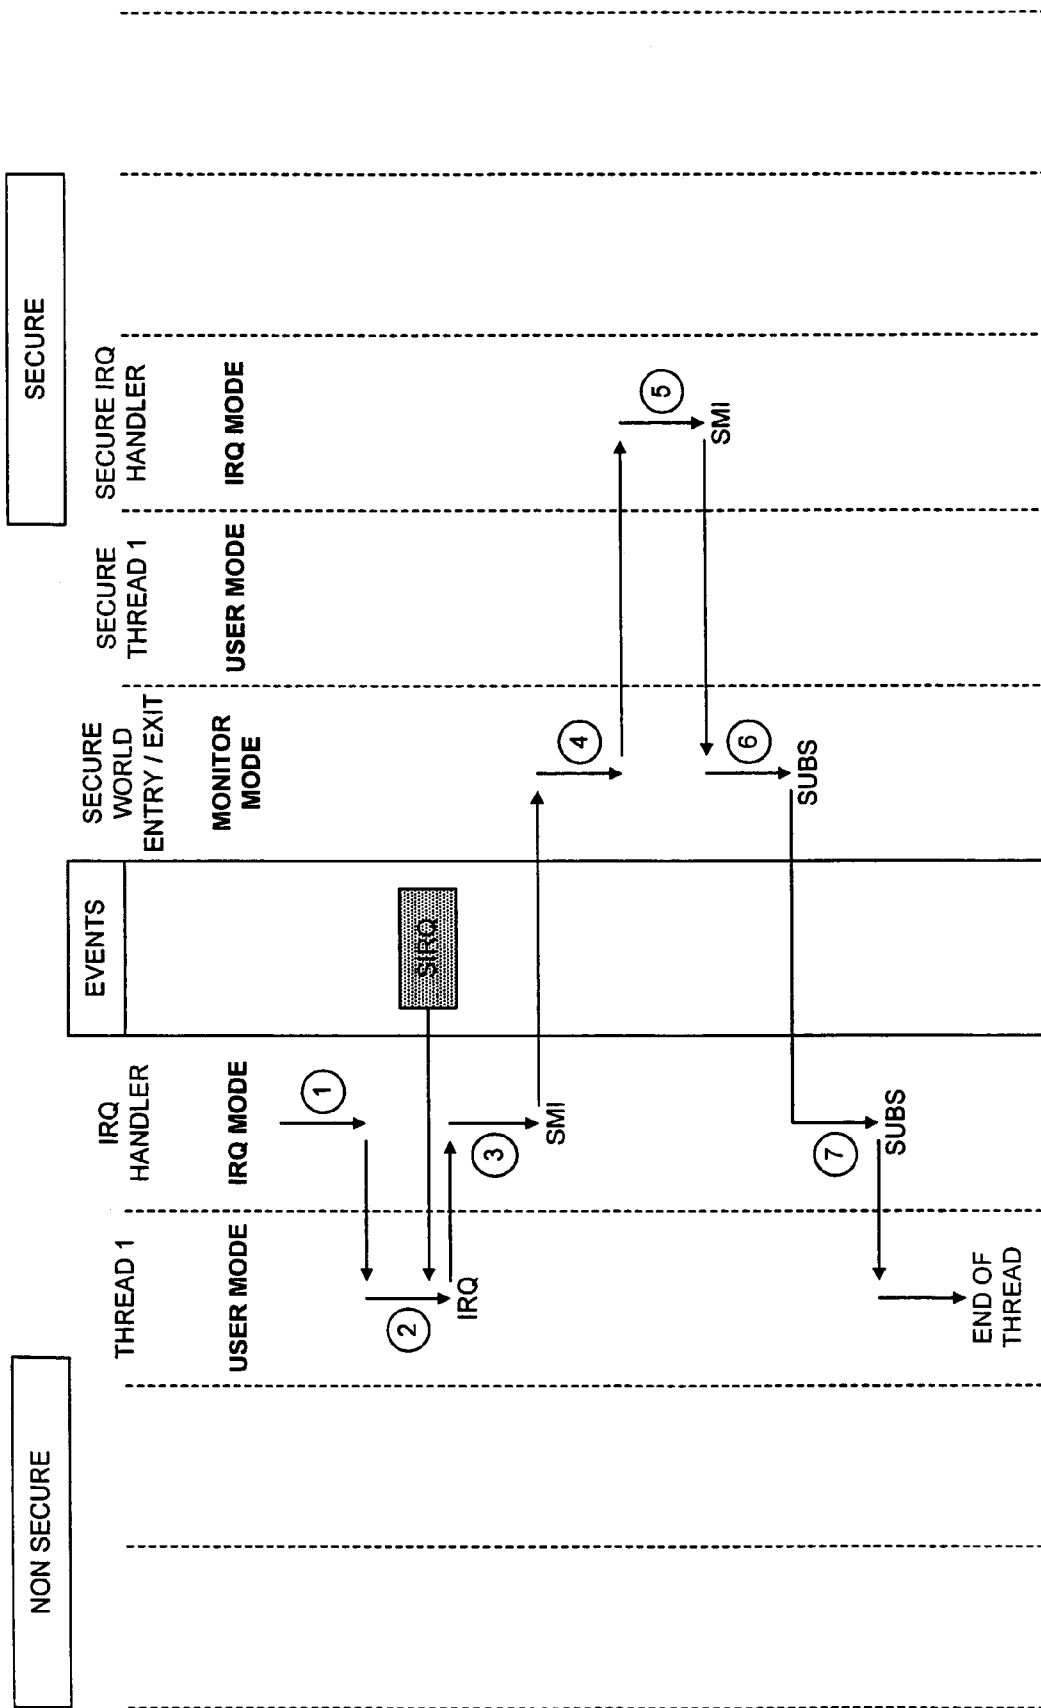 NON SECURE
SECURE
THREAD 1
IRQ
HANDLER
EVENTS
SECURE
WORLD
ENTRY / EXIT
SECURE
THREAD 1
SECURE IRQ
HANDLER
USER MODE
IRQ MODE
MONITOR
MODE
USER MODE
IRQ MODE
1
2
SIRQ
IRQ
3
SMI
4
5
SMI
6
SUBS
7
SUBS
END OF
THREAD